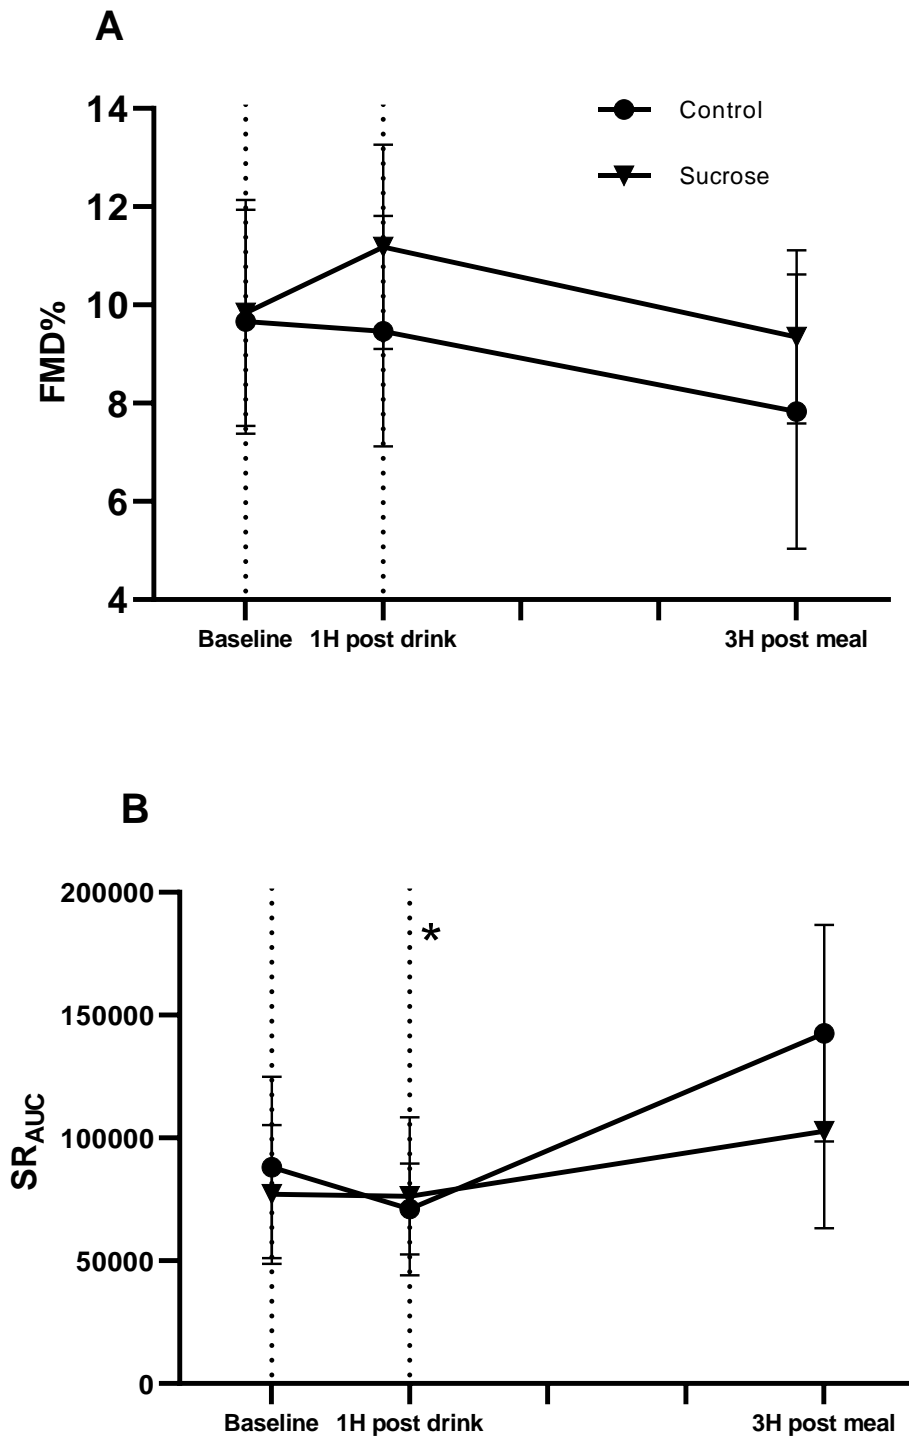 A
14
12
10
8
6
4
FMD%
Control
Sucrose
Baseline 1H post drink 3H post meal
B
200000
150000
100000
50000
0
SRAUC
*
Baseline 1H post drink 3H post meal